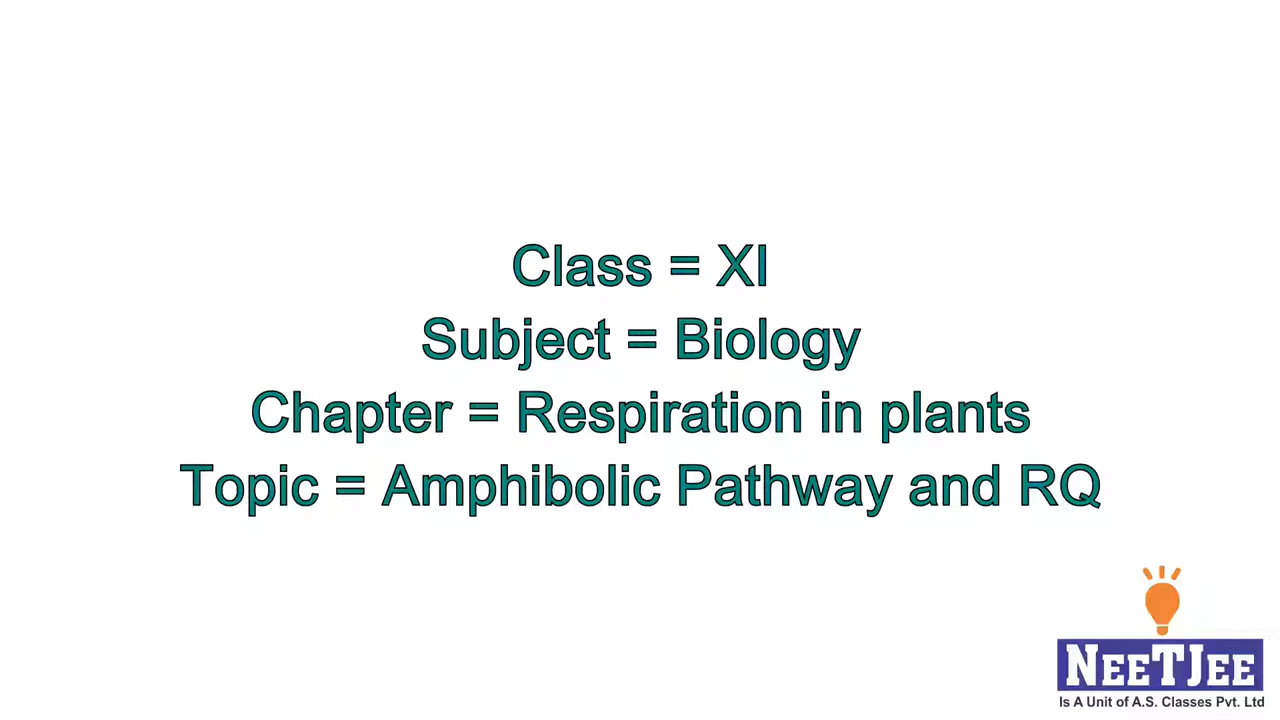 Class = XI
Subject = Biology
Chapter = Respiration in plants
Topic = Amphibolic Pathway and RQ
NEETJEE
Is A Unit of A.S. Classes Pvt. Ltd